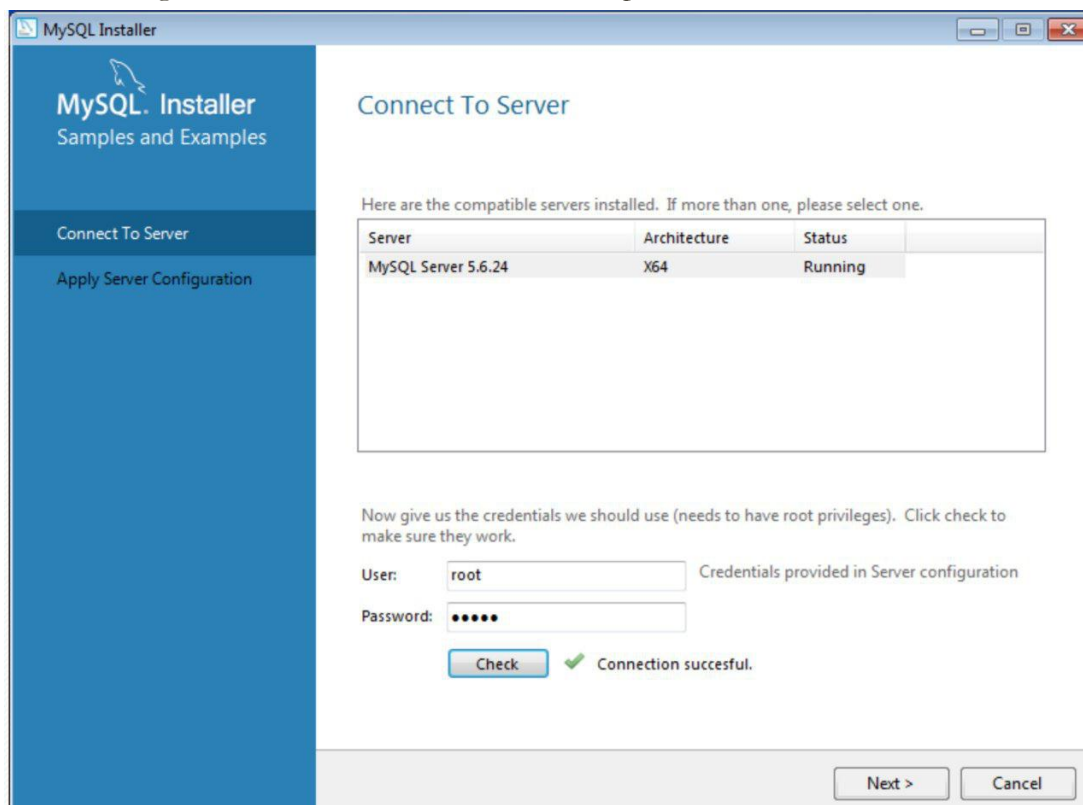 MySQL Installer
MySQL. Installer
Samples and Examples
Connect To Server
Apply Server Configuration
Connect To Server
Here are the compatible servers installed. If more than one, please select one.
Server Architecture Status
MySQL Server 5.6.24 X64 Running
Now give us the credentials we should use (needs to have root privileges). Click check to
make sure they work.
User: root Credentials provided in Server configuration
Password: •••••
Check Connection succesful.
Next > Cancel